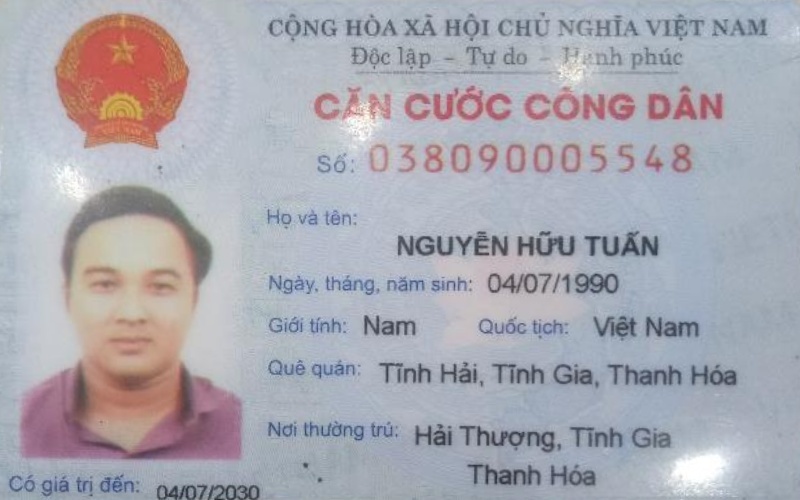 CỘNG HÒA XÃ HỘI CHỦ NGHĨA VIỆT NAM
Độc lập - Tự do - Hạnh phúc
CĂN CƯỚC CÔNG DÂN
Số: 038090005548
Họ và tên:
NGUYỄN HỮU TUẤN
Ngày, tháng, năm sinh: 04/07/1990
Giới tính: Nam Quốc tịch: Việt Nam
Quê quán: Tĩnh Hải, Tĩnh Gia, Thanh Hóa
Nơi thường trú: Hải Thượng, Tĩnh Gia
Thanh Hóa
Có giá trị đến: 04/07/2030